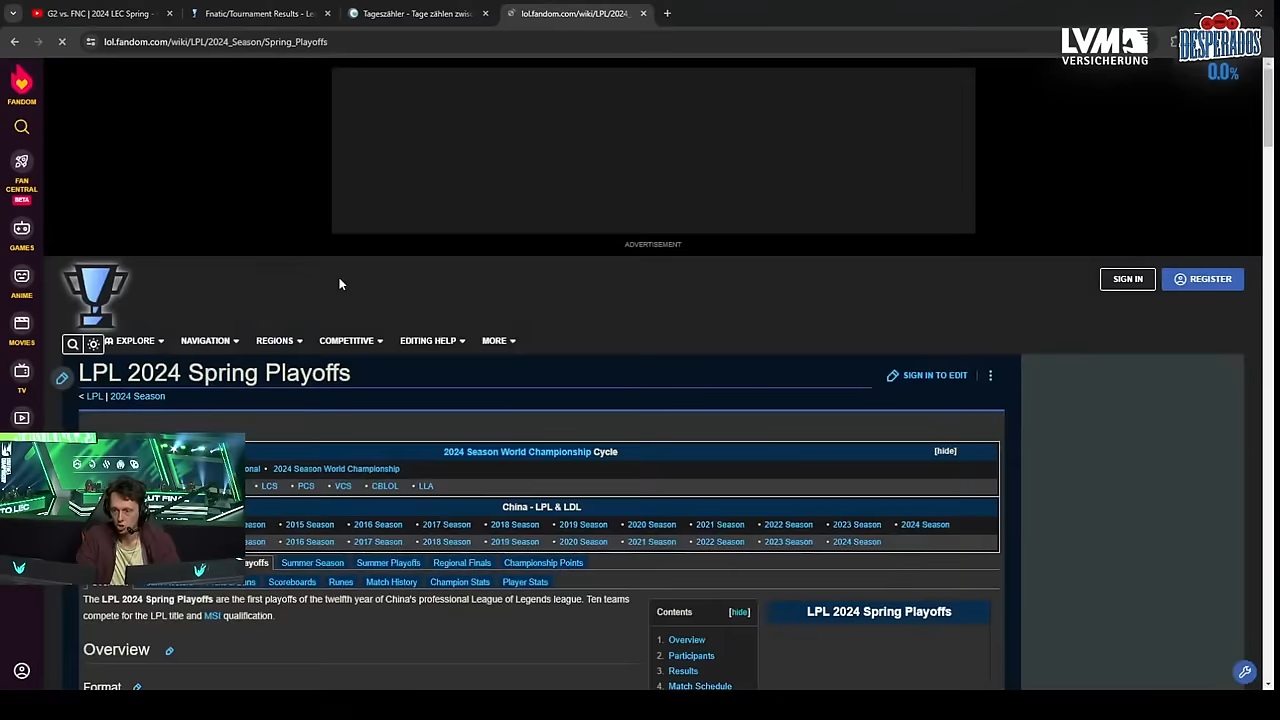 G2 vs. FNC | 2024 LEC Spring -
Fnatic/Tournament Results - Le
Tageszähler - Tage zählen zwis
lol.fandom.com/wiki/LPL/2024_
lol.fandom.com/wiki/LPL/2024_Season/Spring_Playoffs
LVM
VERSICHERUNG
DESPERADOS
0.0%
FANDOM
FAN
CENTRAL
BETA
GAMES
ANIME
MOVIES
TV
ADVERTISEMENT
SIGN IN
REGISTER
EXPLORE
NAVIGATION
REGIONS
COMPETITIVE
EDITING HELP
MORE
LPL 2024 Spring Playoffs
SIGN IN TO EDIT
< LPL | 2024 Season
2024 Season World Championship Cycle
[hide]
onal • 2024 Season World Championship
• LCS • PCS • VCS • CBLOL • LLA
China - LPL & LDL
eason • 2015 Season • 2016 Season • 2017 Season • 2018 Season • 2019 Season • 2020 Season • 2021 Season • 2022 Season • 2023 Season • 2024 Season
eason • 2016 Season • 2017 Season • 2018 Season • 2019 Season • 2020 Season • 2021 Season • 2022 Season • 2023 Season • 2024 Season
ayoffs Summer Season Summer Playoffs Regional Finals Championship Points
Scoreboards Runes Match History Champion Stats Player Stats
The LPL 2024 Spring Playoffs are the first playoffs of the twelfth year of China's professional League of Legends league. Ten teams
compete for the LPL title and MSI qualification.
Contents [hide]
LPL 2024 Spring Playoffs
1. Overview
2. Participants
3. Results
4. Match Schedule
Overview
Format
TO LEC